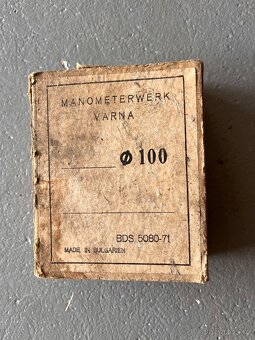 MANOMETERWERK
VARNA
ø 100
BDS 5080-71
MADE IN BULGARIEN